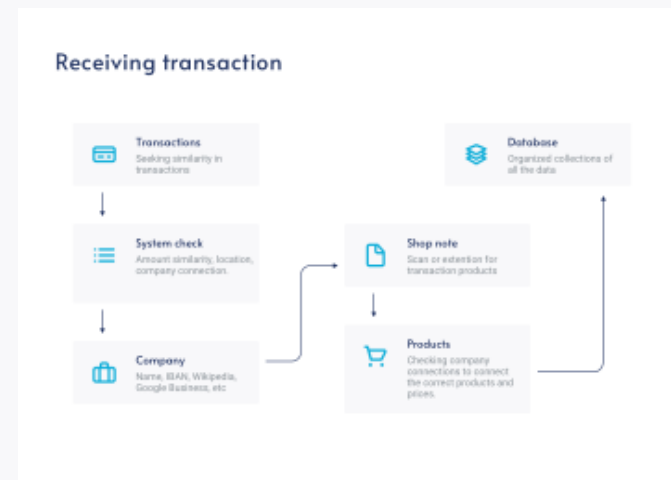 Receiving transaction
Transactions
Seeking similarity in
transactions
System check
Amount similarity, location,
company connection.
Company
Name, IBAN, Wikipedia,
Google Business, etc
Shop note
Scan or extention for
transaction products
Products
Checking company
connections to connect
the correct products and
prices.
Database
Organized collections of
all the data